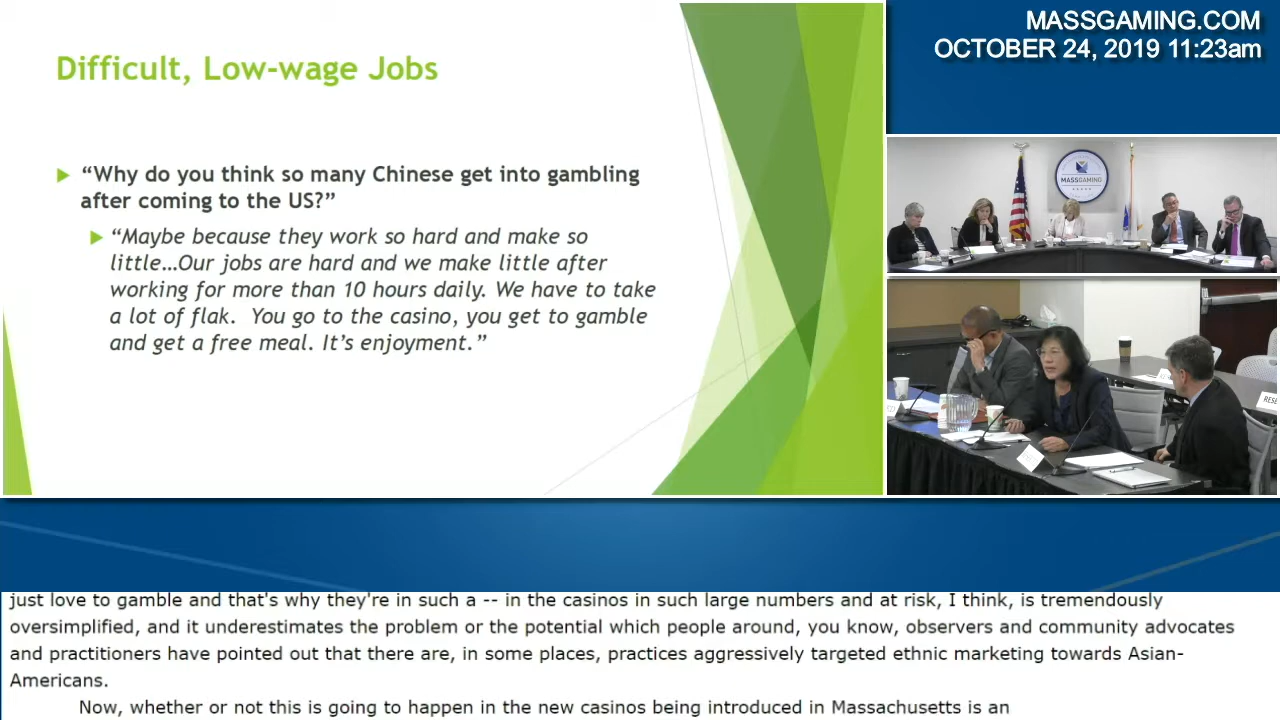 MASSGAMING.COM
OCTOBER 24, 2019 11:23am
Difficult, Low-wage Jobs
“Why do you think so many Chinese get into gambling
after coming to the US?”
“Maybe because they work so hard and make so
little…Our jobs are hard and we make little after
working for more than 10 hours daily. We have to take
a lot of flak.  You go to the casino, you get to gamble
and get a free meal. It’s enjoyment.”
MASSGAMING
RESE
just love to gamble and that's why they're in such a -- in the casinos in such large numbers and at risk, I think, is tremendously
oversimplified, and it underestimates the problem or the potential which people around, you know, observers and community advocates
and practitioners have pointed out that there are, in some places, practices aggressively targeted ethnic marketing towards Asian-
Americans.
Now, whether or not this is going to happen in the new casinos being introduced in Massachusetts is an